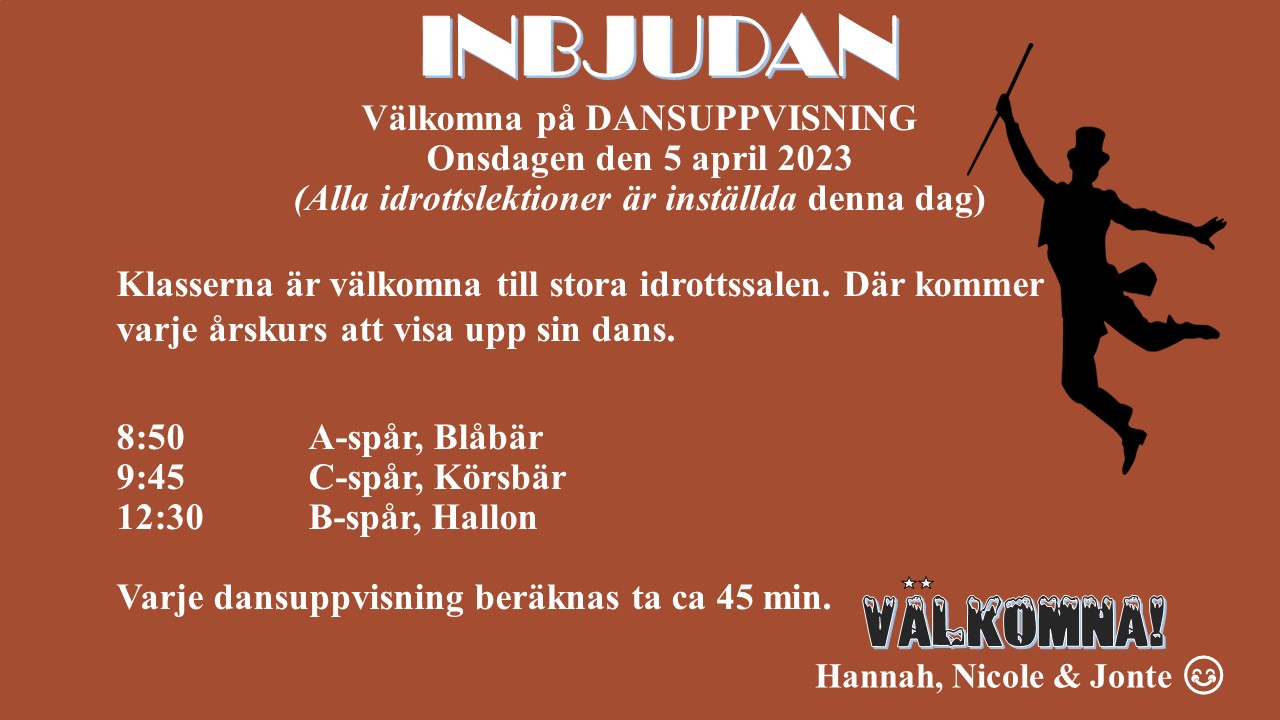 INBJUDAN
Välkomna på DANSUPPVISNING
Onsdagen den 5 april 2023
(Alla idrottslektioner är inställda denna dag)
Klasserna är välkomna till stora idrottssalen. Där kommer
varje årskurs att visa upp sin dans.
8:50 A-spår, Blåbär
9:45 C-spår, Körsbär
12:30 B-spår, Hallon
Varje dansuppvisning beräknas ta ca 45 min.
VÄLKOMNA!
Hannah, Nicole & Jonte 😊